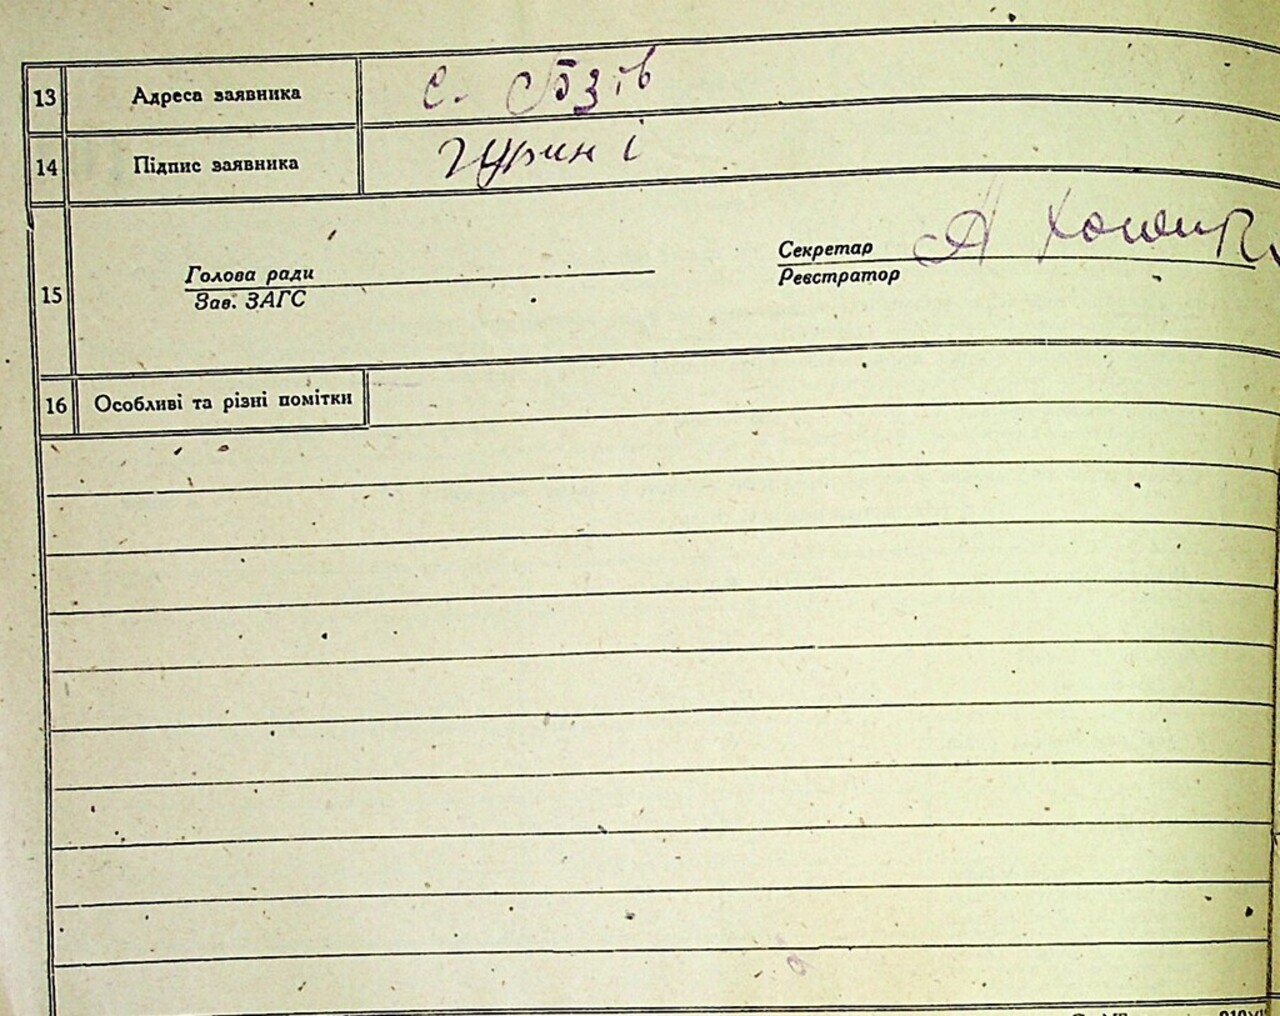 13 Адреса заявника с. Бзів
14 Підпис заявника Гурин і
15 Голова ради Секретар А
Зав. ЗАГС Реєстратор
16 Особливі та різні помітки